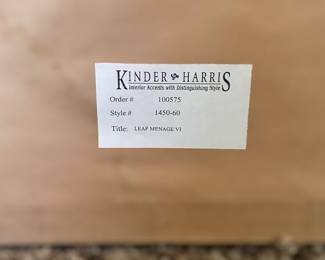 KINDER HARRIS
Interior Accents with Distinguishing Style
Order # 100575
Style # 1450-60
Title: LEAF MENAGE VI